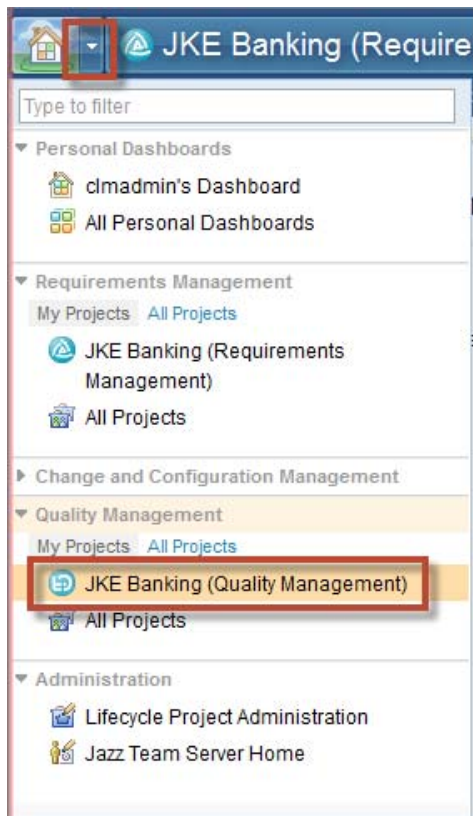 JKE Banking (Require
Type to filter
Personal Dashboards
clmadmin's Dashboard
All Personal Dashboards
Requirements Management
My Projects All Projects
JKE Banking (Requirements
Management)
All Projects
Change and Configuration Management
Quality Management
My Projects All Projects
JKE Banking (Quality Management)
All Projects
Administration
Lifecycle Project Administration
Jazz Team Server Home